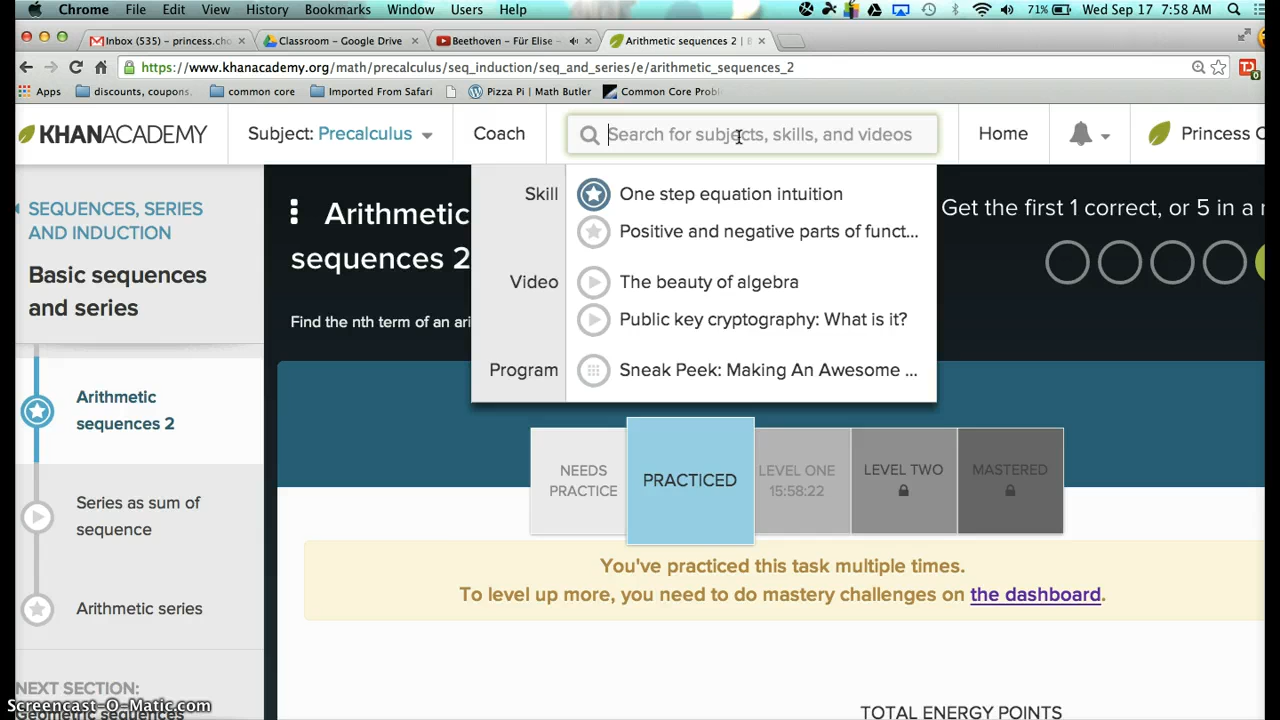 Chrome File Edit View History Bookmarks Window Users Help 71% Wed Sep 17 7:58 AM
Inbox (535) – princess.cho
Classroom – Google Drive
Beethoven – Für Elise –
Arithmetic sequences 2 |
https://www.khanacademy.org/math/precalculus/seq_induction/seq_and_series/e/arithmetic_sequences_2
Apps discounts, coupons, common core Imported From Safari Pizza Pi | Math Butler Common Core Prob
KHANACADEMY
Subject: Precalculus
Coach
Search for subjects, skills, and videos
Home
Princess C
SEQUENCES, SERIES
AND INDUCTION
Basic sequences
and series
Arithmetic
sequences 2
Series as sum of
sequence
Arithmetic series
NEXT SECTION:
Geometric sequences
Arithmetic
sequences 2
Find the nth term of an ari
Skill
One step equation intuition
Positive and negative parts of funct...
Video
The beauty of algebra
Public key cryptography: What is it?
Program
Sneak Peek: Making An Awesome ...
Get the first 1 correct, or 5 in a r
NEEDS
PRACTICE
PRACTICED
LEVEL ONE
15:58:22
LEVEL TWO
MASTERED
You've practiced this task multiple times.
To level up more, you need to do mastery challenges on the dashboard.
TOTAL ENERGY POINTS
Screencast-O-Matic.com